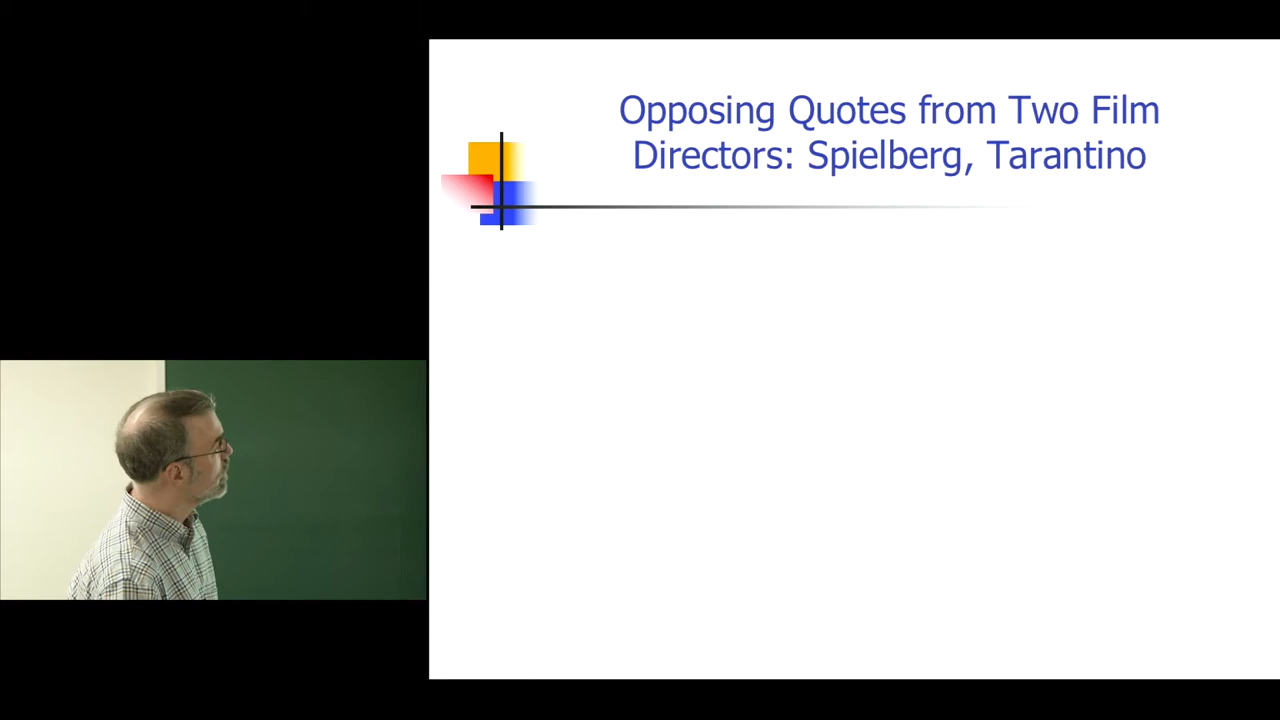 Opposing Quotes from Two Film
Directors: Spielberg, Tarantino